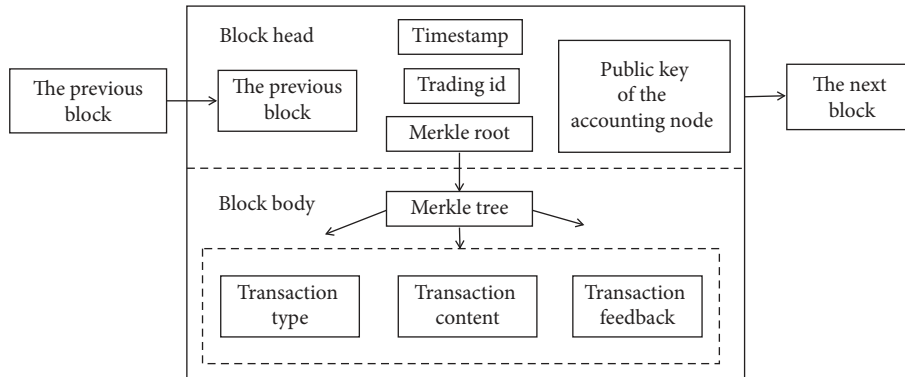 Block head
Timestamp
The previous
block
The previous
block
Trading id
Merkle root
Public key
of the
accounting node
The next
block
Block body
Merkle tree
Transaction
type
Transaction
content
Transaction
feedback